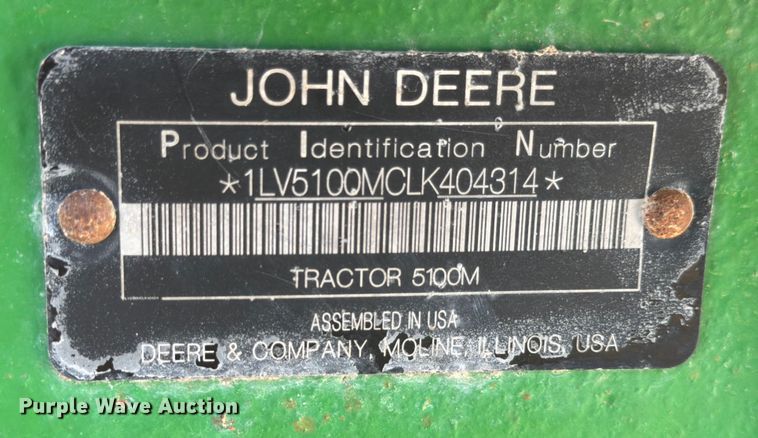 JOHN DEERE
Product Identification Number
*1LV5100MCLK404314*
TRACTOR 5100M
ASSEMBLED IN USA
DEERE & COMPANY, MOLINE, ILLINOIS, USA
Purple Wave Auction